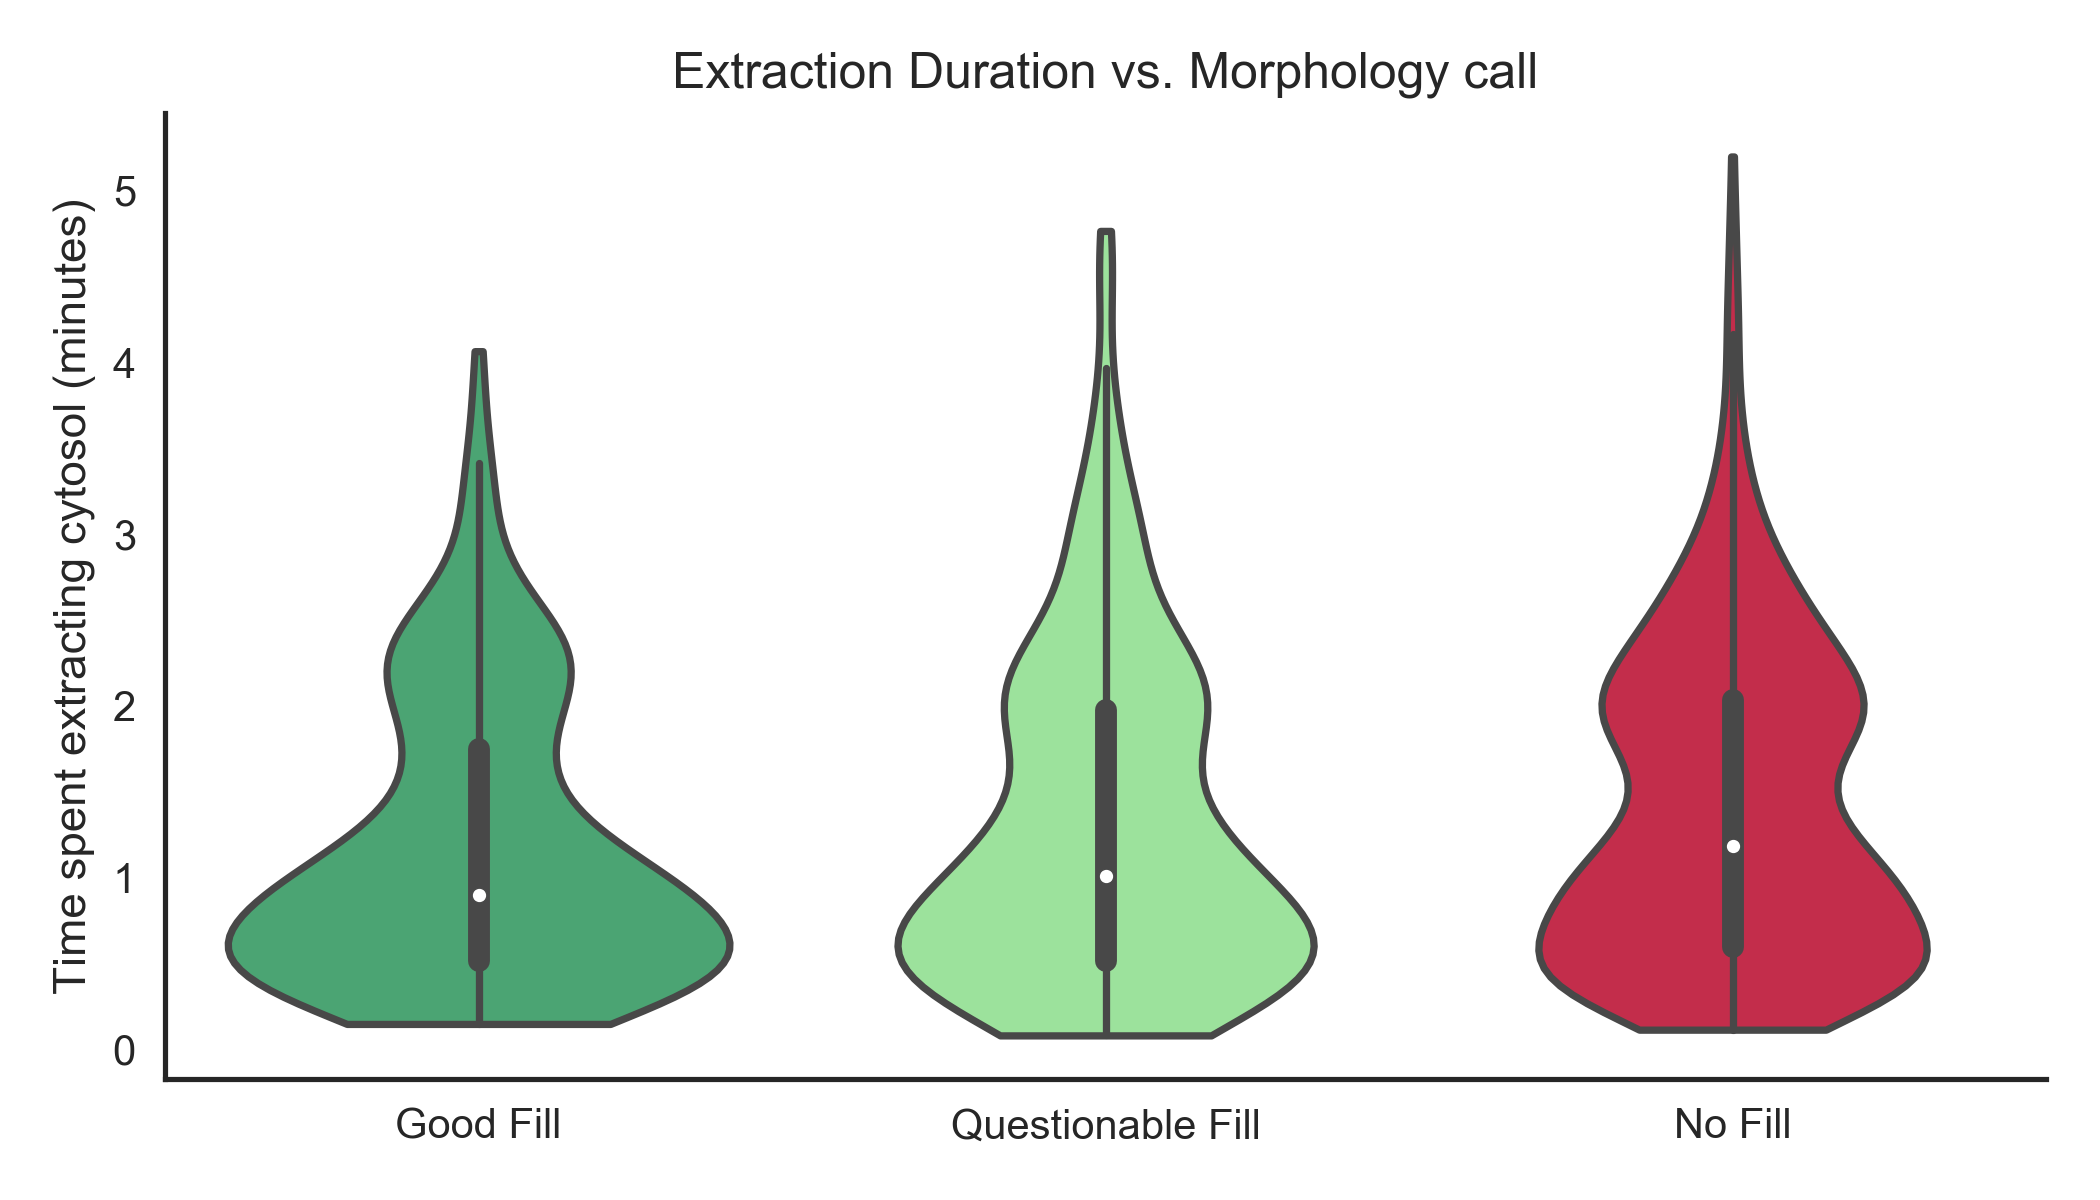 Extraction Duration vs. Morphology call
Time spent extracting cytosol (minutes)
5
4
3
2
1
0
Good Fill
Questionable Fill
No Fill